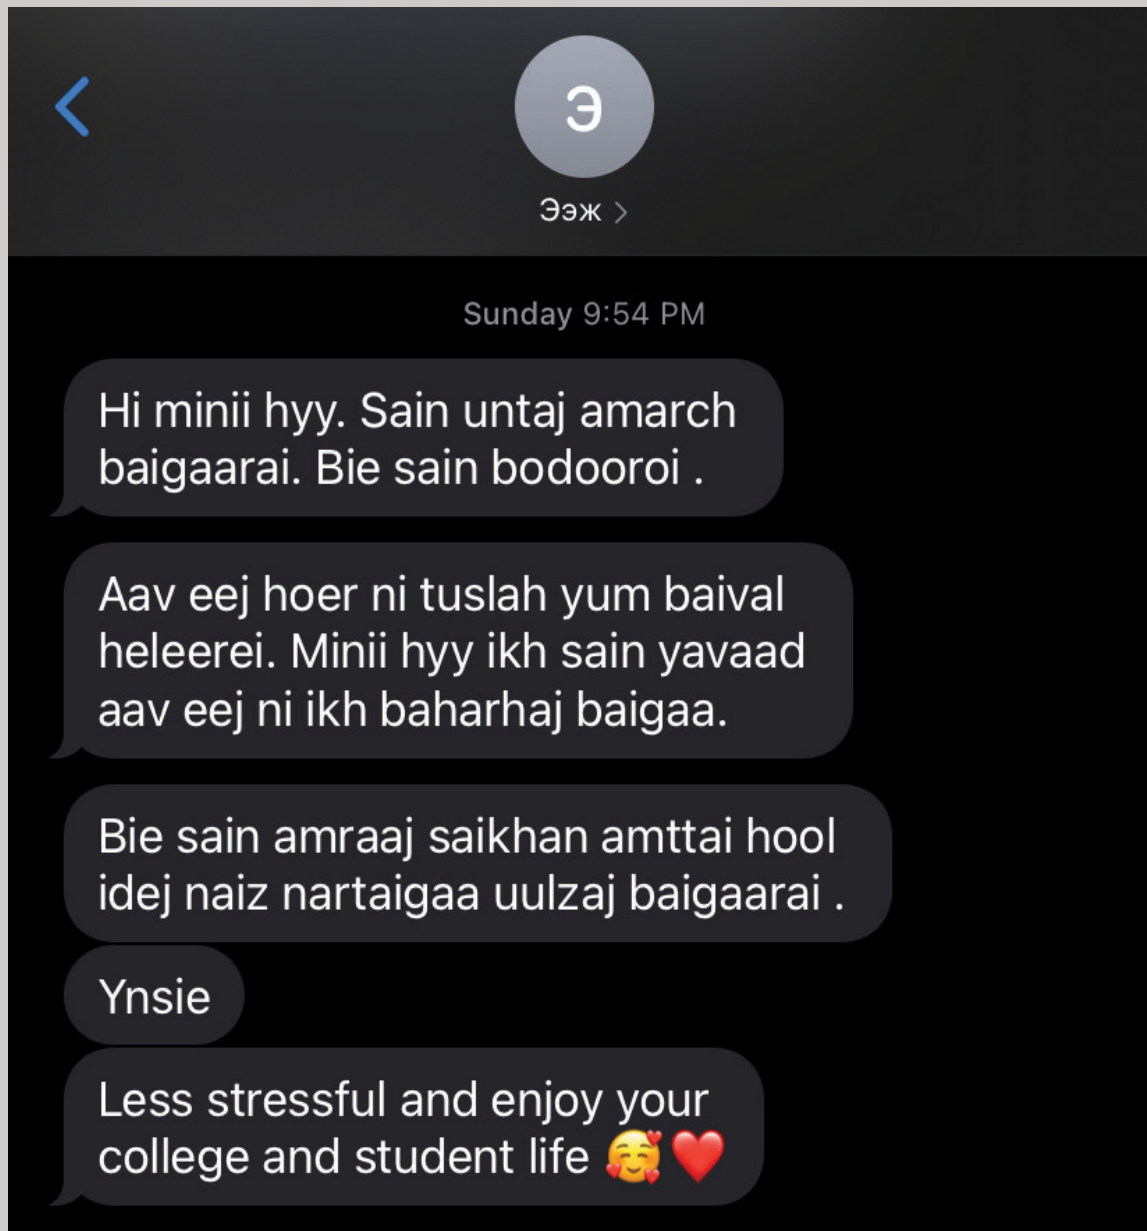 Э
Ээж >
Sunday 9:54 PM
Hi minii hyy. Sain untaj amarch
baigaarai. Bie sain bodooroi .
Aav eej hoer ni tuslah yum baival
heleerei. Minii hyy ikh sain yavaad
aav eej ni ikh baharhaj baigaa.
Bie sain amraaj saikhan amttai hool
idej naiz nartaigaa uulzaj baigaarai .
Ynsie
Less stressful and enjoy your
college and student life 🥰❤️